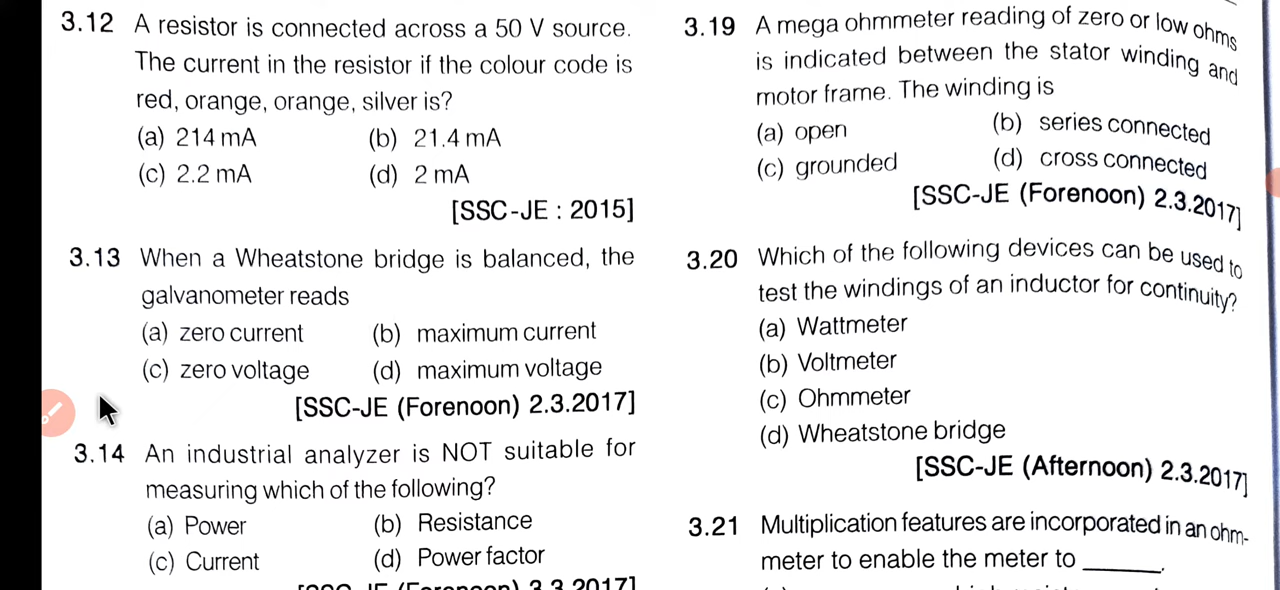 3.12 A resistor is connected across a 50 V source.
The current in the resistor if the colour code is
red, orange, orange, silver is?
(a) 214 mA (b) 21.4 mA
(c) 2.2 mA (d) 2 mA
[SSC-JE : 2015]
3.13 When a Wheatstone bridge is balanced, the
galvanometer reads
(a) zero current (b) maximum current
(c) zero voltage (d) maximum voltage
[SSC-JE (Forenoon) 2.3.2017]
3.14 An industrial analyzer is NOT suitable for
measuring which of the following?
(a) Power (b) Resistance
(c) Current (d) Power factor
[SSC-JE (Forenoon) 3.3.2017]
3.19 A mega ohmmeter reading of zero or low ohms
is indicated between the stator winding and
motor frame. The winding is
(a) open (b) series connected
(c) grounded (d) cross connected
[SSC-JE (Forenoon) 2.3.2017]
3.20 Which of the following devices can be used to
test the windings of an inductor for continuity?
(a) Wattmeter
(b) Voltmeter
(c) Ohmmeter
(d) Wheatstone bridge
[SSC-JE (Afternoon) 2.3.2017]
3.21 Multiplication features are incorporated in an ohm-
meter to enable the meter to ______.